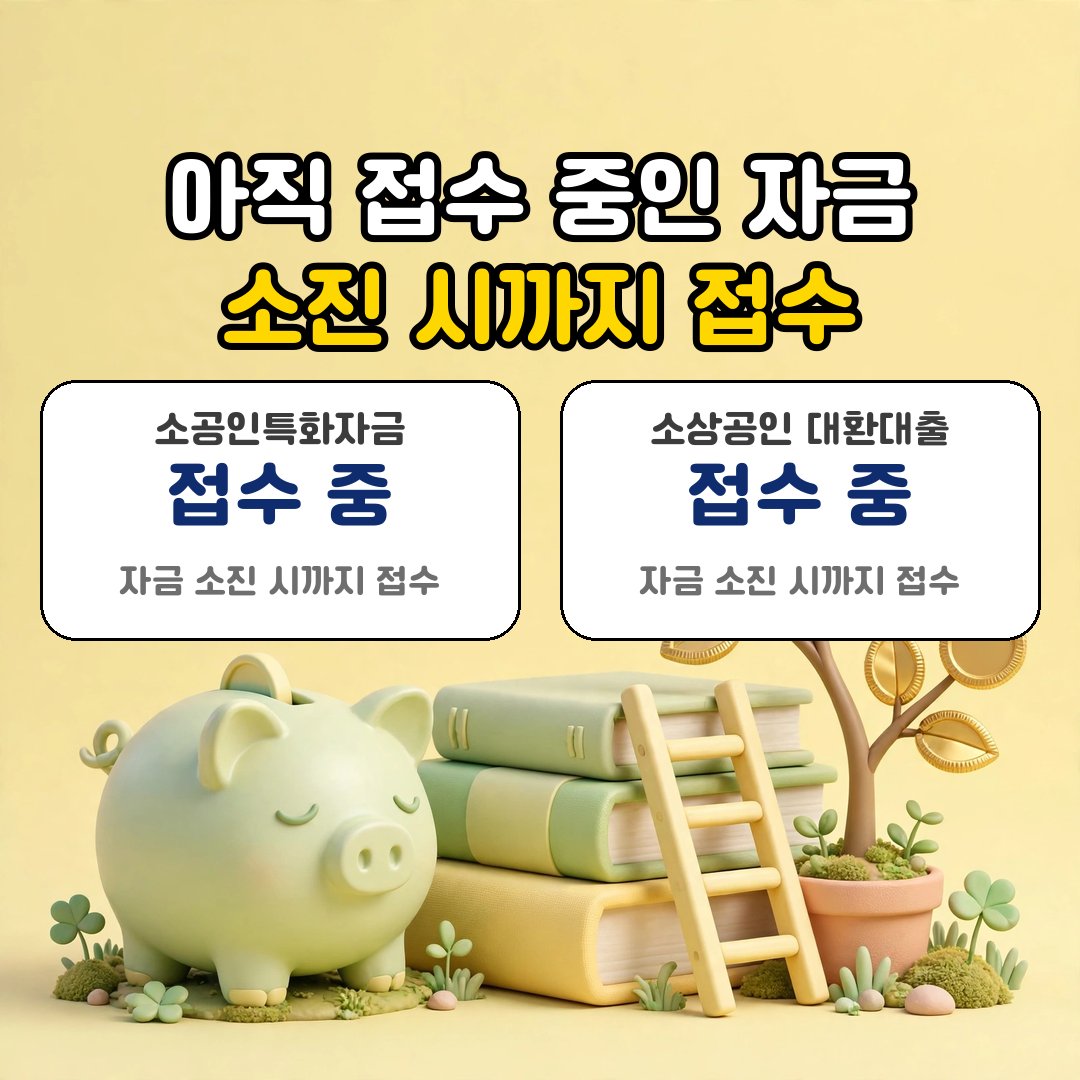 아직 접수 중인 자금
소진 시까지 접수
소공인특화자금
접수 중
자금 소진 시까지 접수
소상공인 대환대출
접수 중
자금 소진 시까지 접수